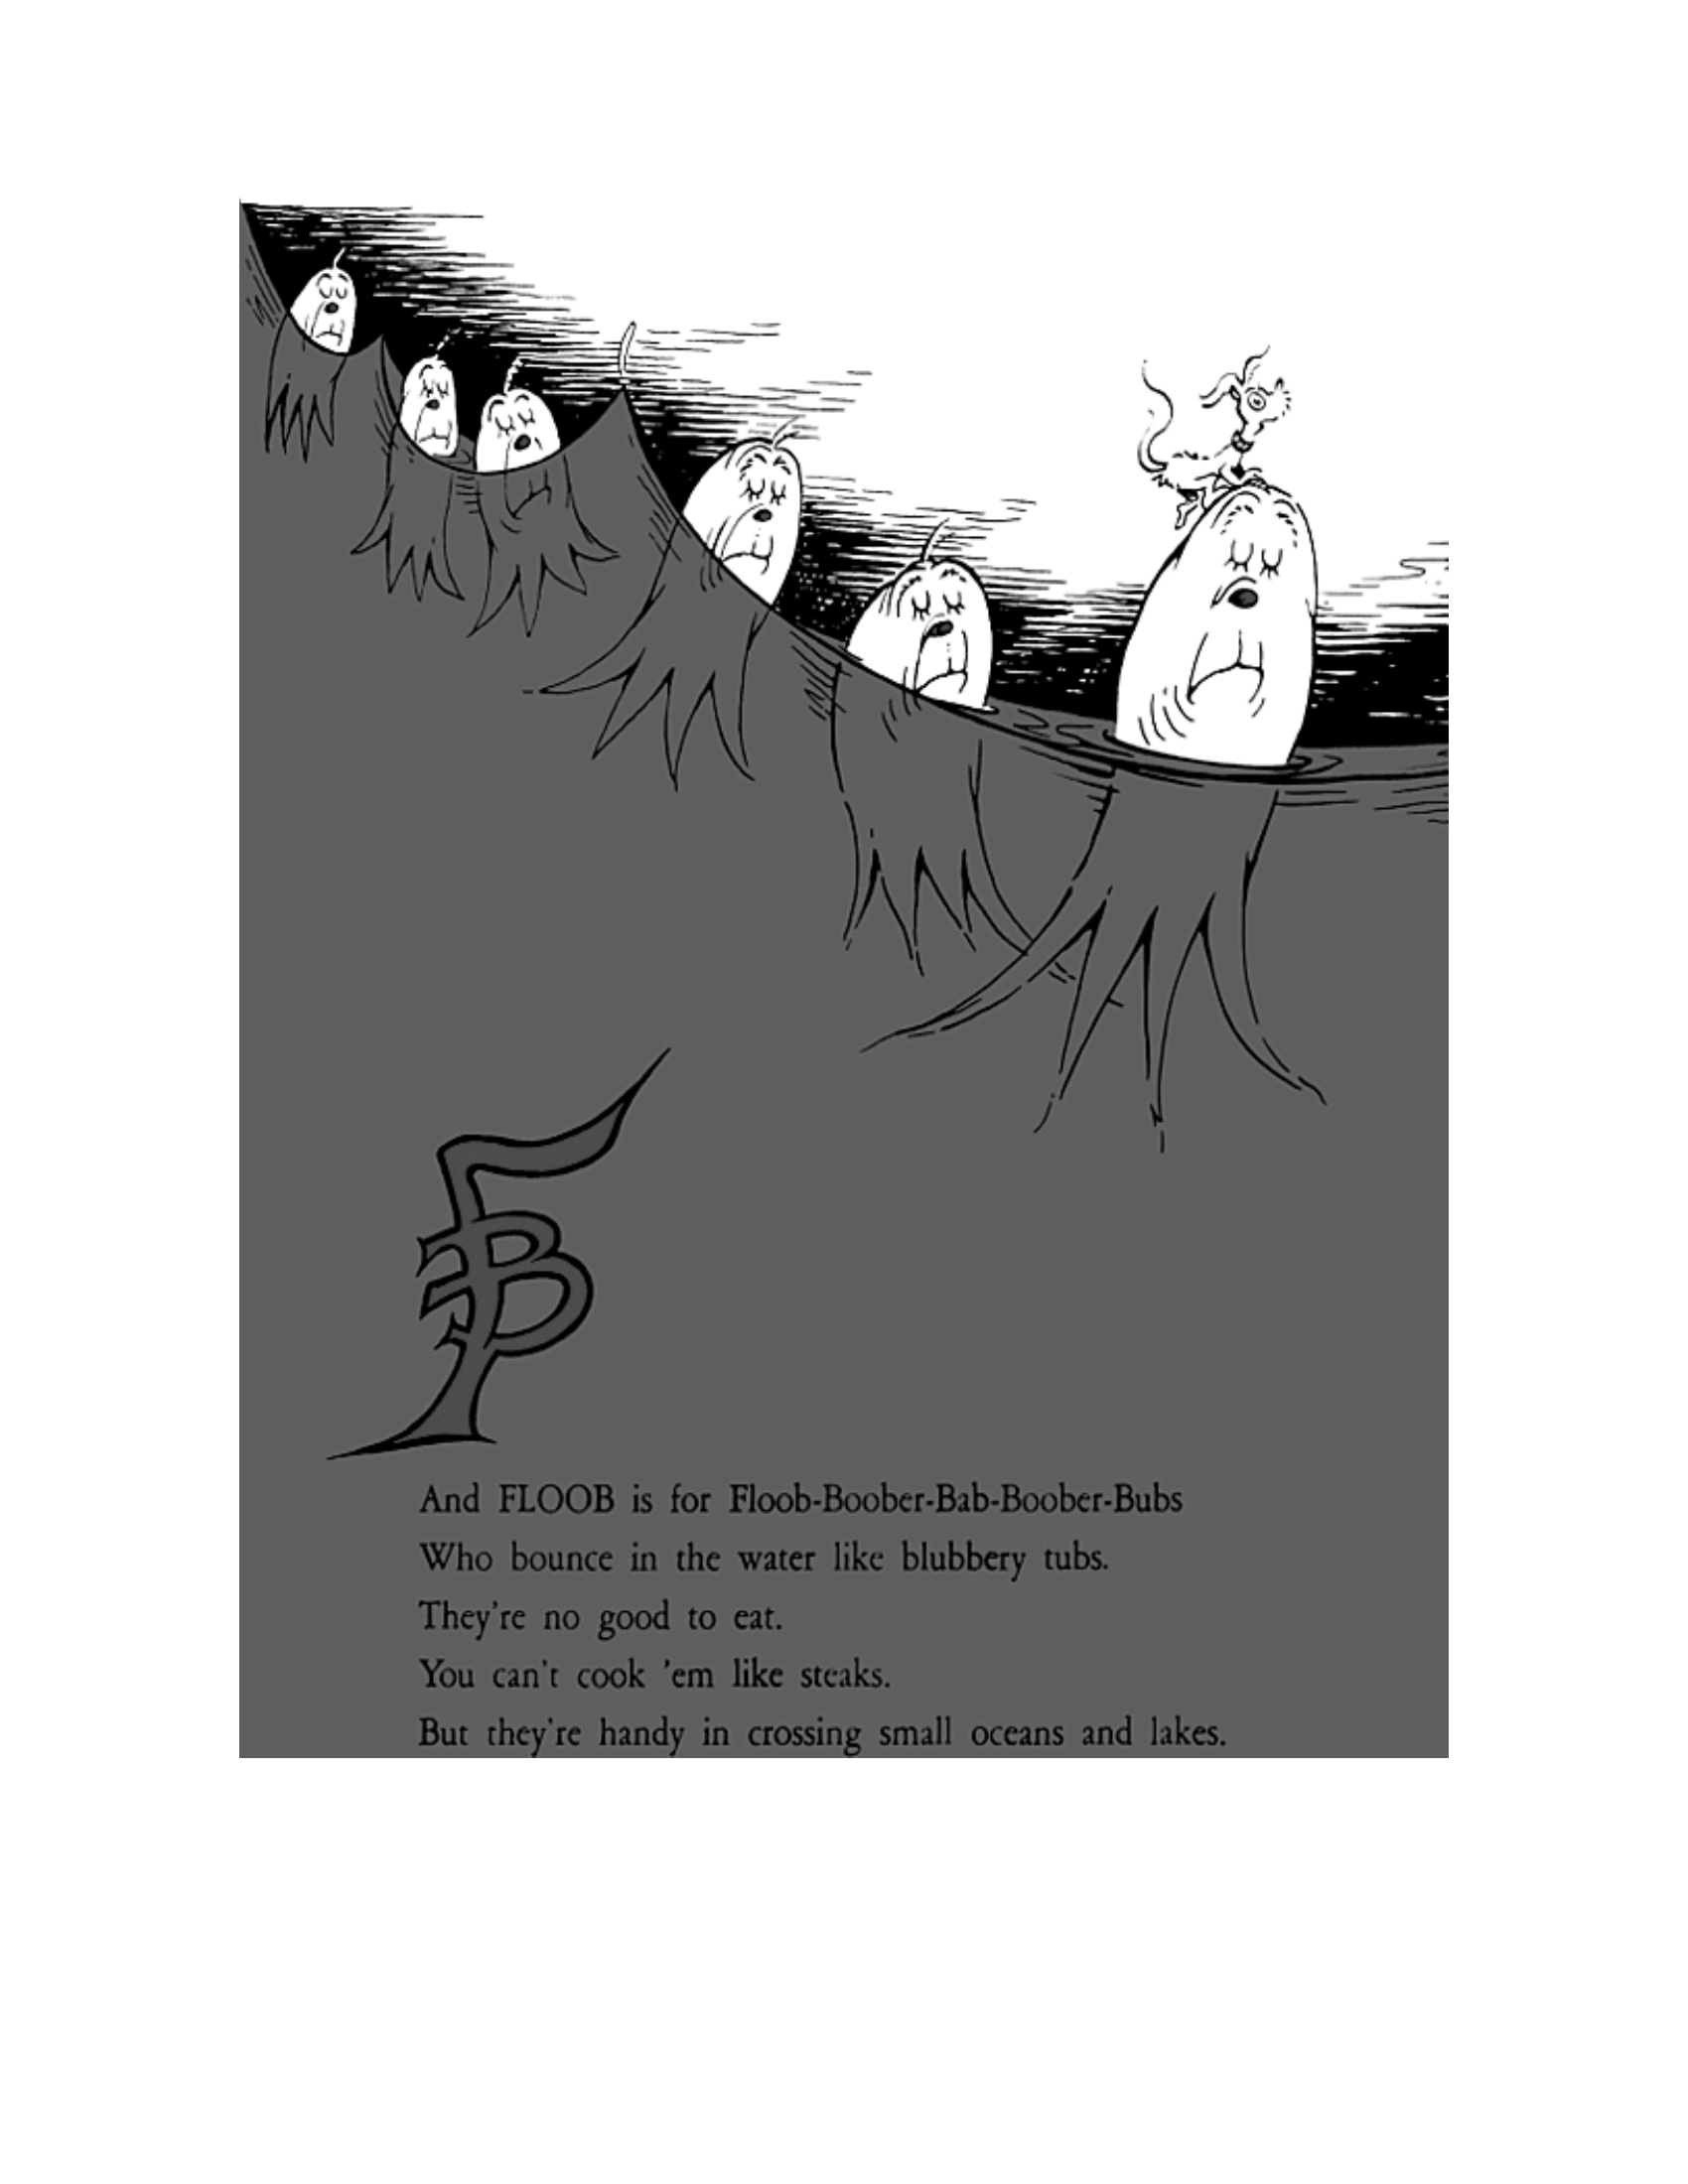 And FLOOB is for Floob-Boober-Bab-Boober-Bubs
Who bounce in the water like blubbery tubs.
They're no good to eat.
You can't cook 'em like steaks.
But they're handy in crossing small oceans and lakes.